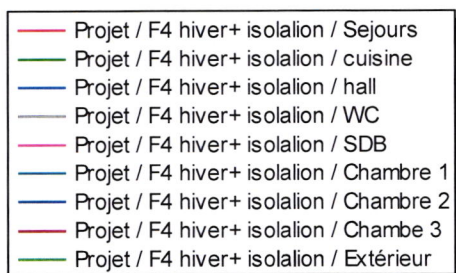 Projet / F4 hiver+ isolalion / Sejours
Projet / F4 hiver+ isolalion / cuisine
Projet / F4 hiver+ isolalion / hall
Projet / F4 hiver+ isolalion / WC
Projet / F4 hiver+ isolalion / SDB
Projet / F4 hiver+ isolalion / Chambre 1
Projet / F4 hiver+ isolalion / Chambre 2
Projet / F4 hiver+ isolalion / Chambe 3
Projet / F4 hiver+ isolalion / Extérieur